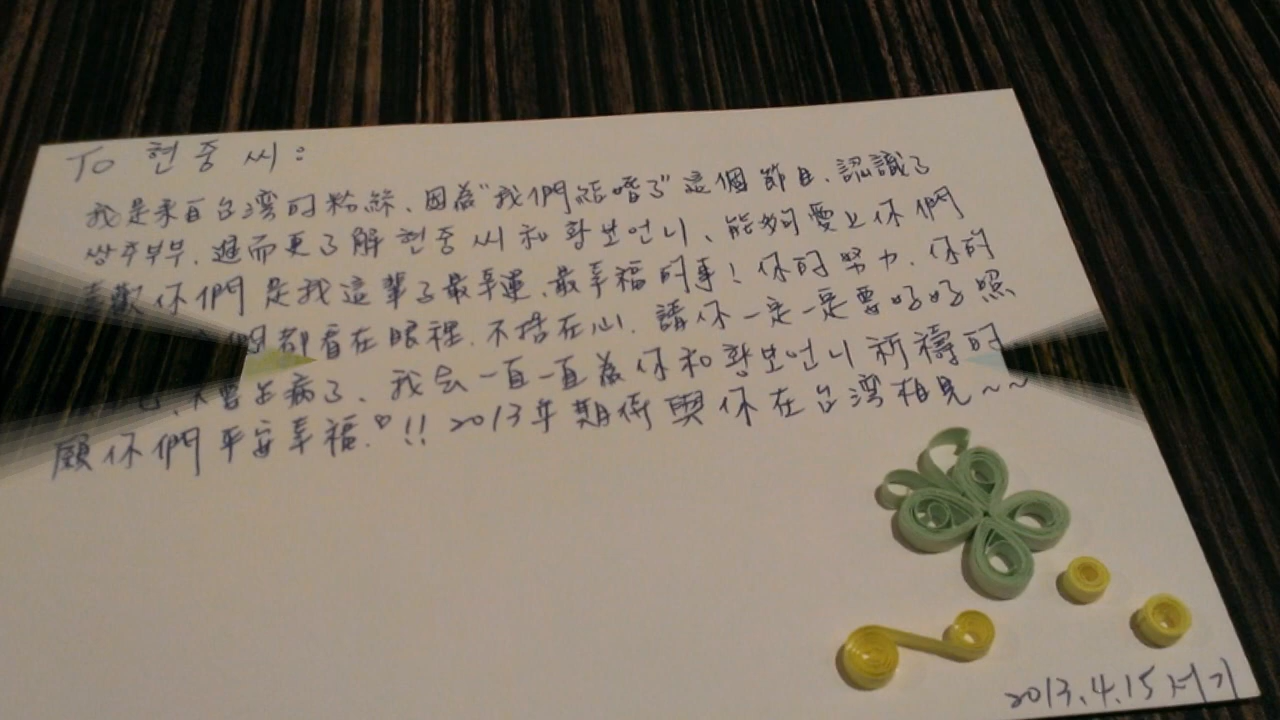 To 현중 씨 :
我是來自台湾的粉絲、因為"我們結婚了"這個節目、認識了
쌍추부부、進而更了解 현중 씨 和 황보언니、能夠愛上你們
喜歡你們是我這輩子最幸運、最幸福的事! 你的努力、你的
們都看在眼裡、不捨在心、請你一定一定要好好照
不要生病了、我会一直一直為你和 황보언니 祈禱的
願你們平安幸福♡!! 2013年期待與你在台湾相見~~
2013.4.15 서기